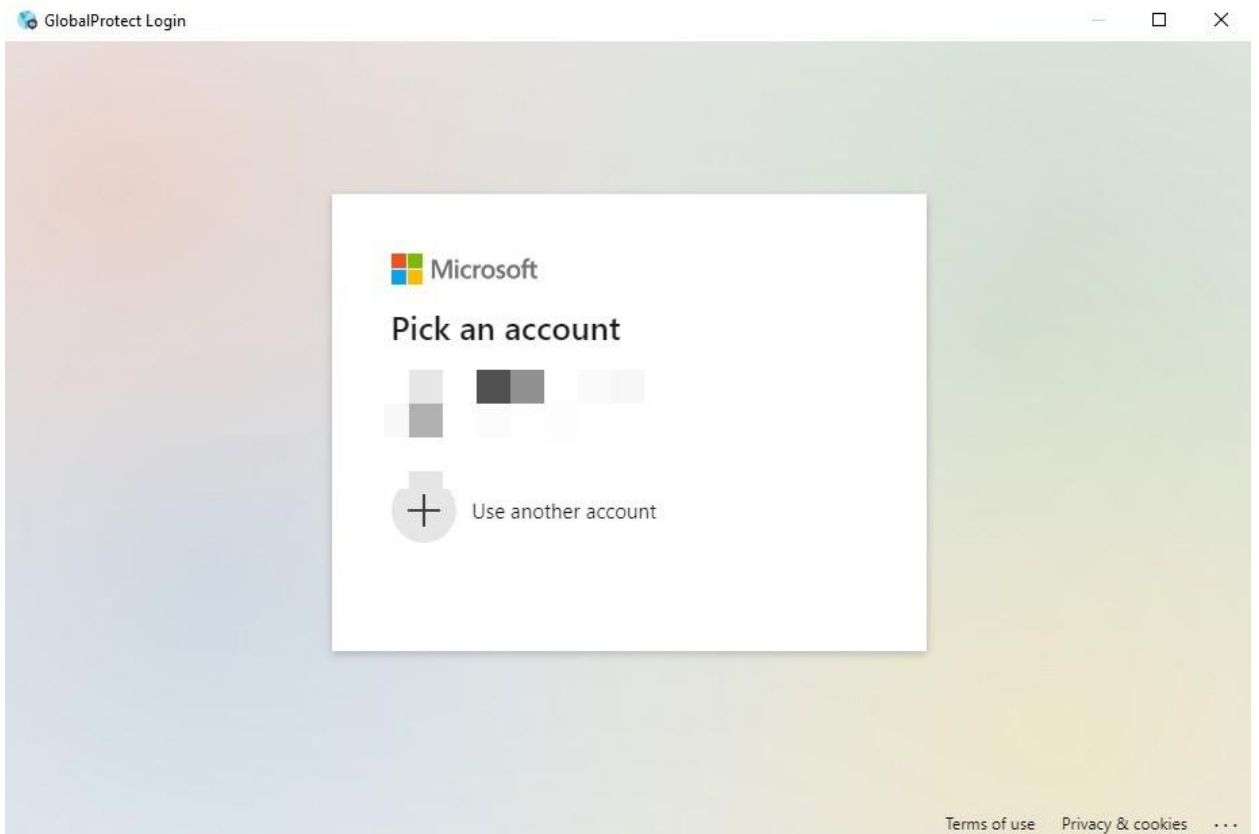 GlobalProtect Login
Microsoft
Pick an account
Use another account
Terms of use Privacy & cookies ...